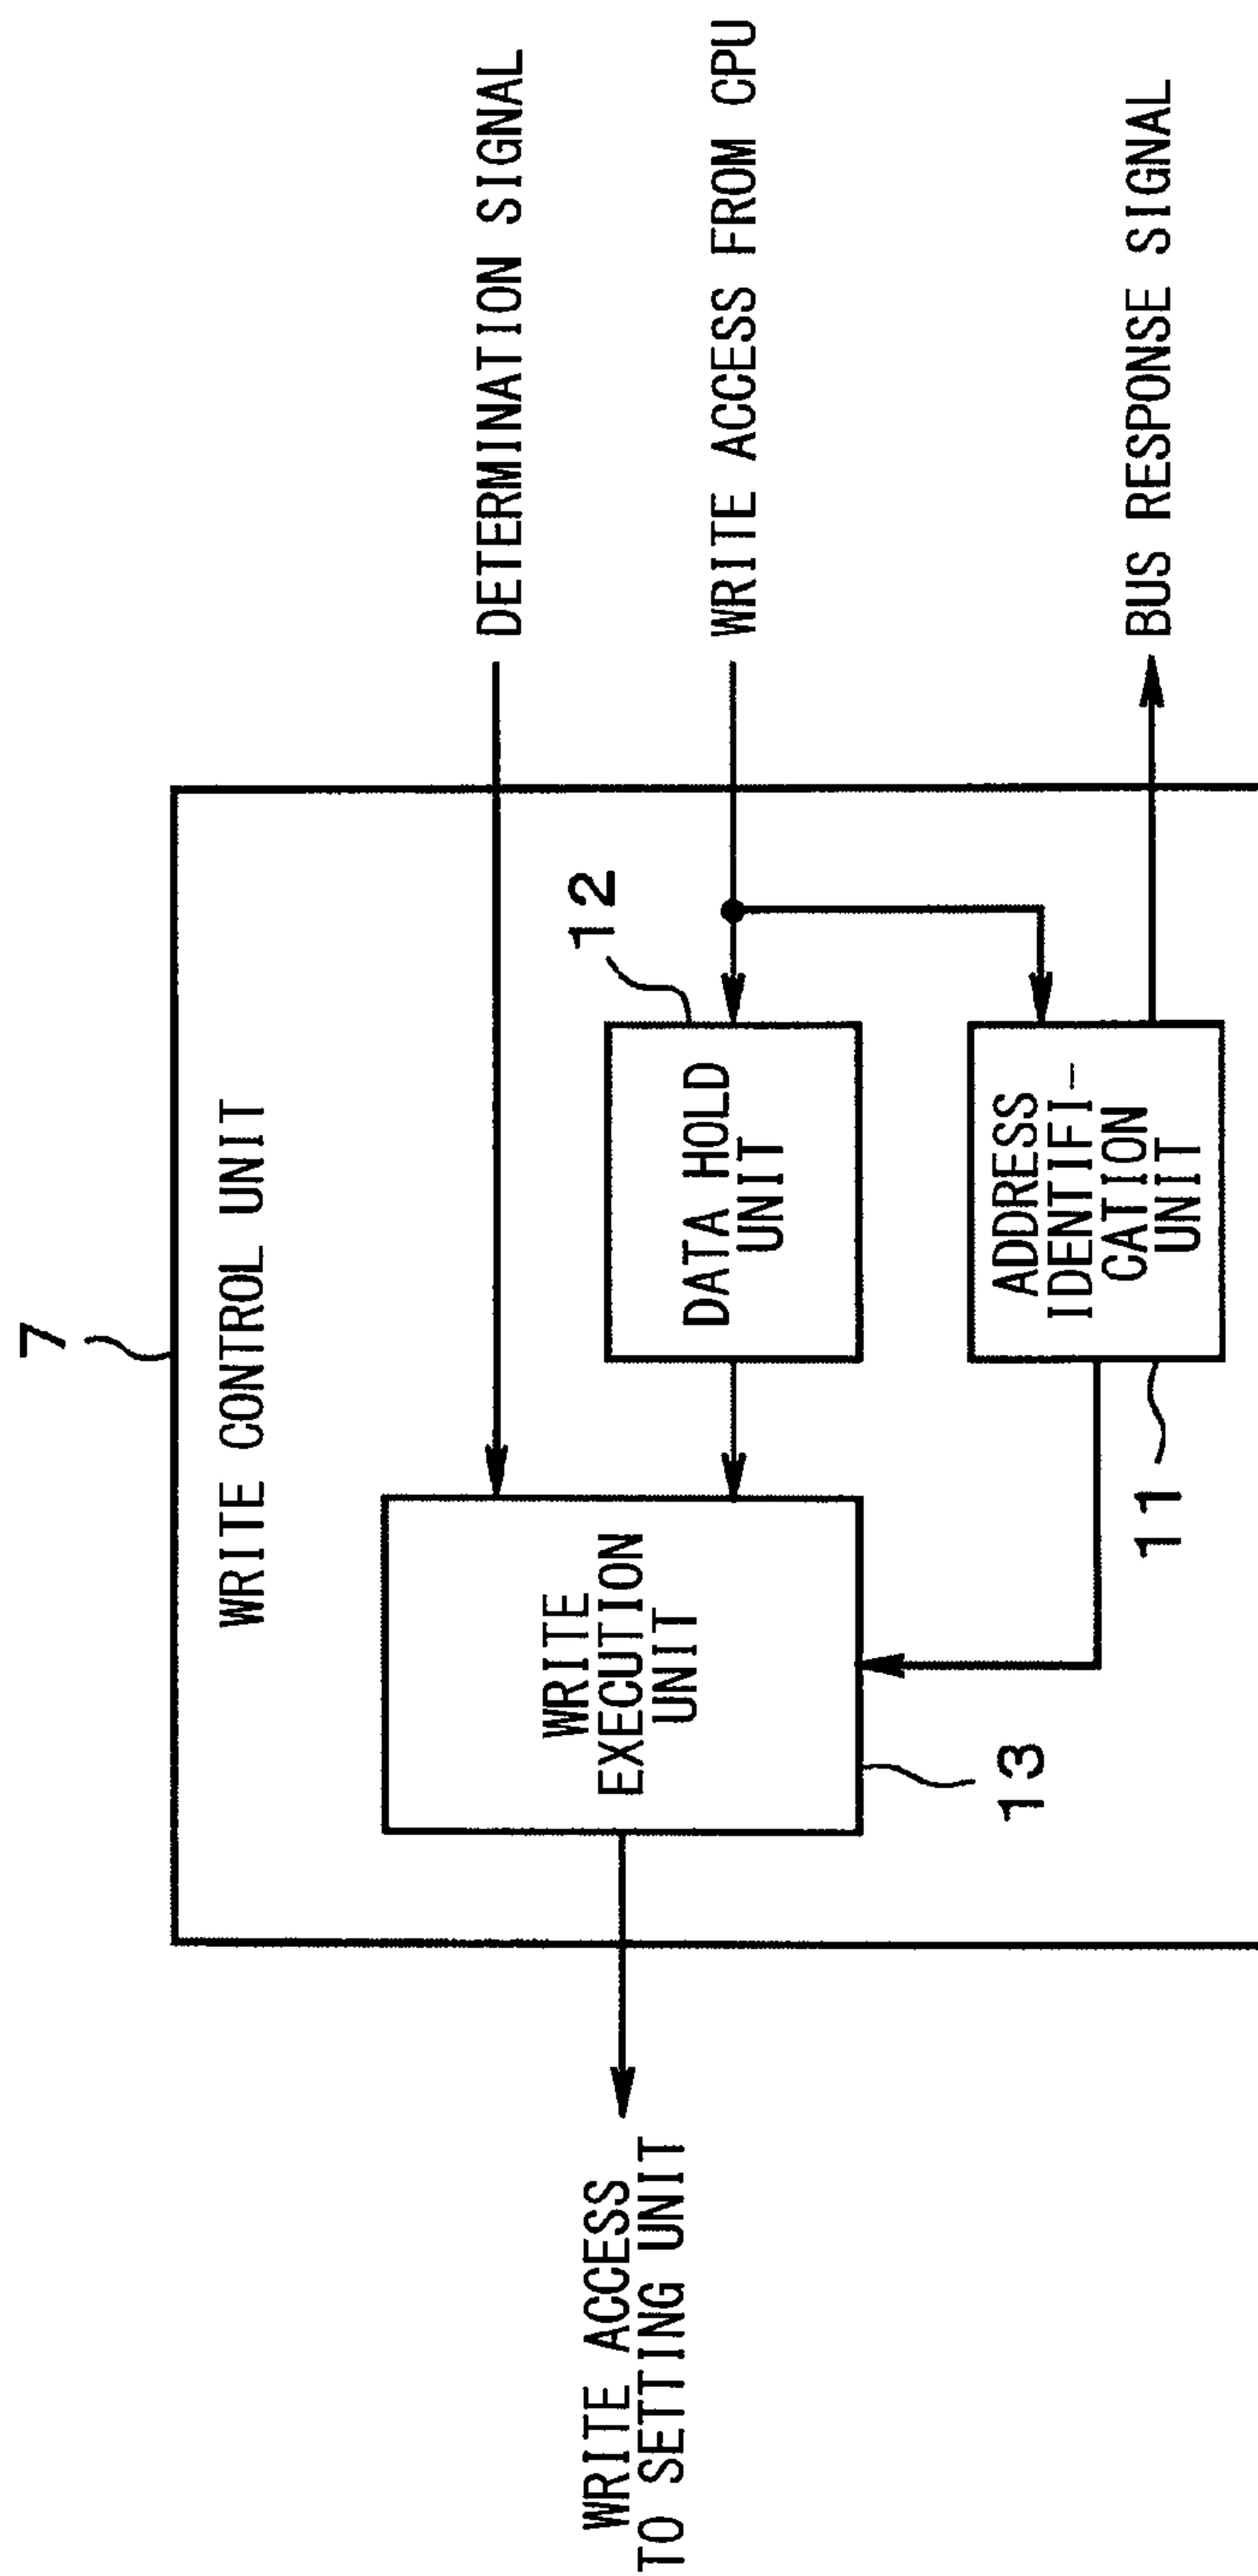 7
WRITE CONTROL UNIT
WRITE ACCESS
TO SETTING UNIT
WRITE
EXECUTION
UNIT
13
12
DATA HOLD
UNIT
ADDRESS
IDENTIFI-
CATION
UNIT
11
DETERMINATION SIGNAL
WRITE ACCESS FROM CPU
BUS RESPONSE SIGNAL